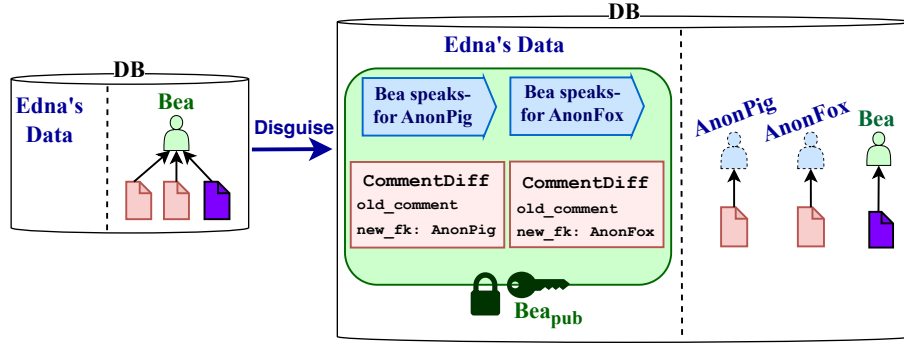 DB
Edna's
Data
Bea
Disguise
DB
Edna's Data
Bea speaks-
for AnonPig
Bea speaks-
for AnonFox
CommentDiff
old_comment
new_fk: AnonPig
CommentDiff
old_comment
new_fk: AnonFox
Bea_pub
AnonPig
AnonFox
Bea